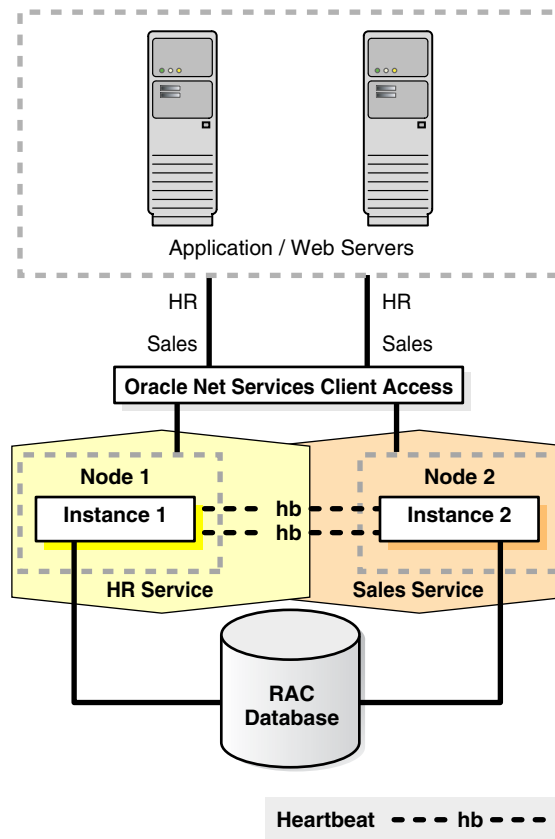 Application / Web Servers
HR
HR
Sales
Sales
Oracle Net Services Client Access
Node 1
Node 2
Instance 1
hb
Instance 2
hb
HR Service
Sales Service
RAC
Database
Heartbeat hb